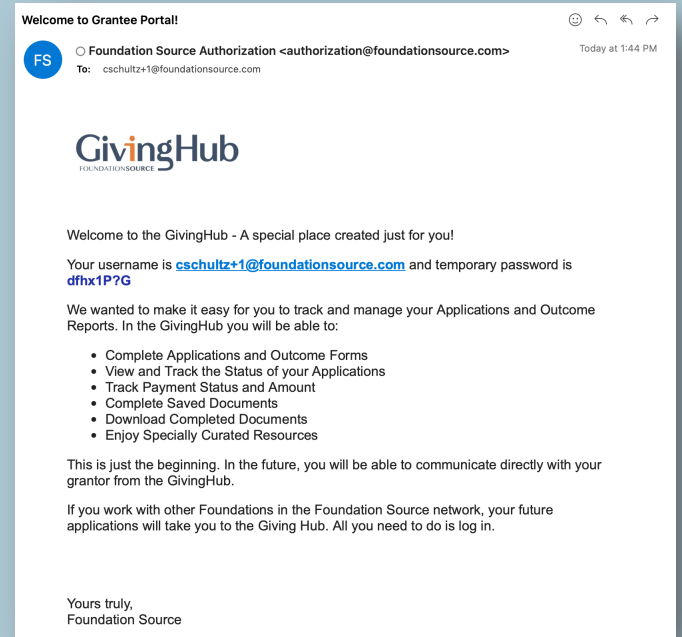 Welcome to Grantee Portal!
FS
Foundation Source Authorization <authorization@foundationsource.com>
Today at 1:44 PM
To: cschultz+1@foundationsource.com
GivingHub
FOUNDATIONSOURCE
Welcome to the GivingHub - A special place created just for you!
Your username is cschultz+1@foundationsource.com and temporary password is
dfhx1P?G
We wanted to make it easy for you to track and manage your Applications and Outcome
Reports. In the GivingHub you will be able to:
• Complete Applications and Outcome Forms
• View and Track the Status of your Applications
• Track Payment Status and Amount
• Complete Saved Documents
• Download Completed Documents
• Enjoy Specially Curated Resources
This is just the beginning. In the future, you will be able to communicate directly with your
grantor from the GivingHub.
If you work with other Foundations in the Foundation Source network, your future
applications will take you to the Giving Hub. All you need to do is log in.
Yours truly,
Foundation Source